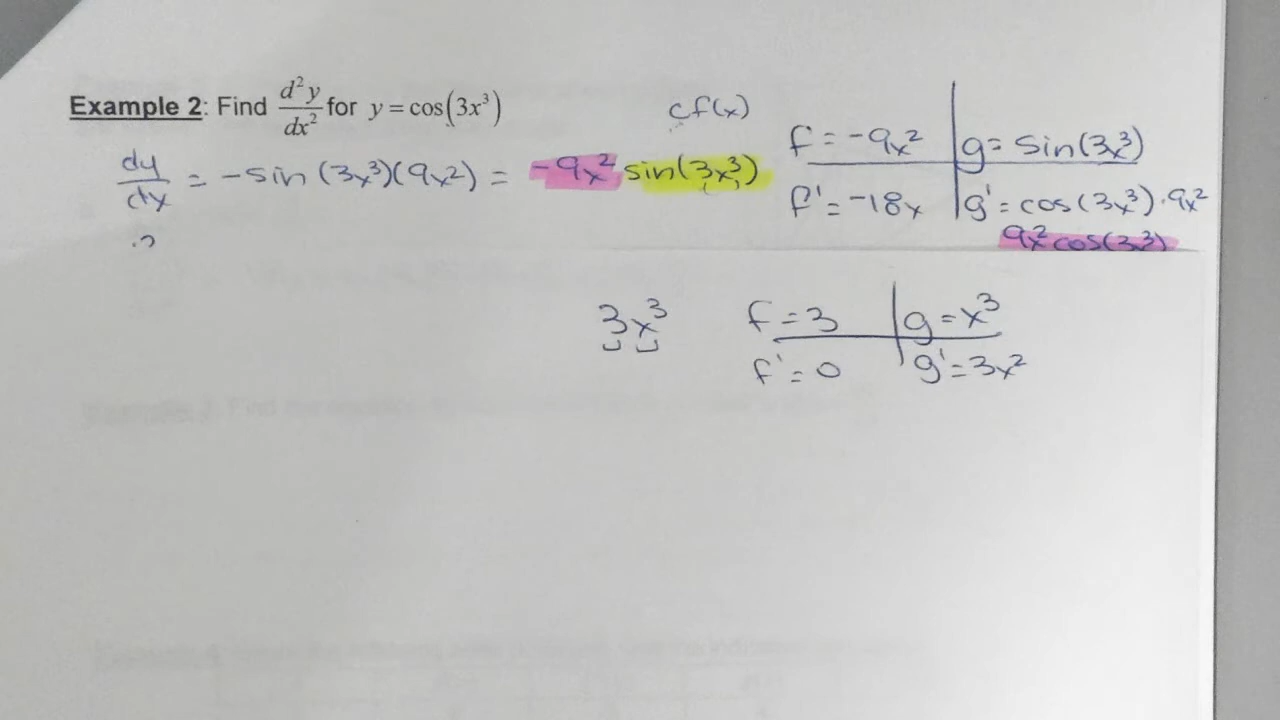 Example 2: Find d²y/dx² for y = cos(3x³)
cf(x)
dy/dx = -sin(3x³)(9x²) = -9x² sin(3x³)
f = -9x² | g = sin(3x³)
f' = -18x | g' = cos(3x³)·9x²
9x² cos(3x³)
3x³
f = 3 | g = x³
f' = 0 | g' = 3x²